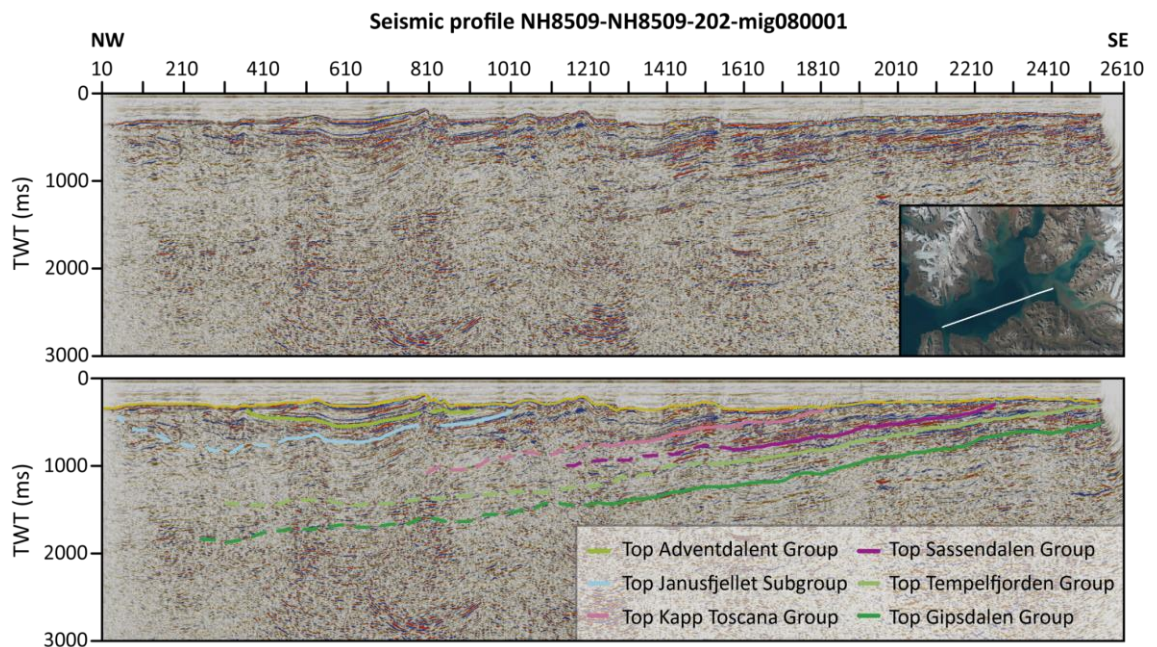 Seismic profile NH8509-NH8509-202-mig080001
NW SE
10 210 410 610 810 1010 1210 1410 1610 1810 2010 2210 2410 2610
0
1000
2000
3000
TWT (ms)
0
1000
2000
3000
TWT (ms)
Top Adventdalent Group Top Sassendalen Group
Top Janusfjellet Subgroup Top Tempelfjorden Group
Top Kapp Toscana Group Top Gipsdalen Group